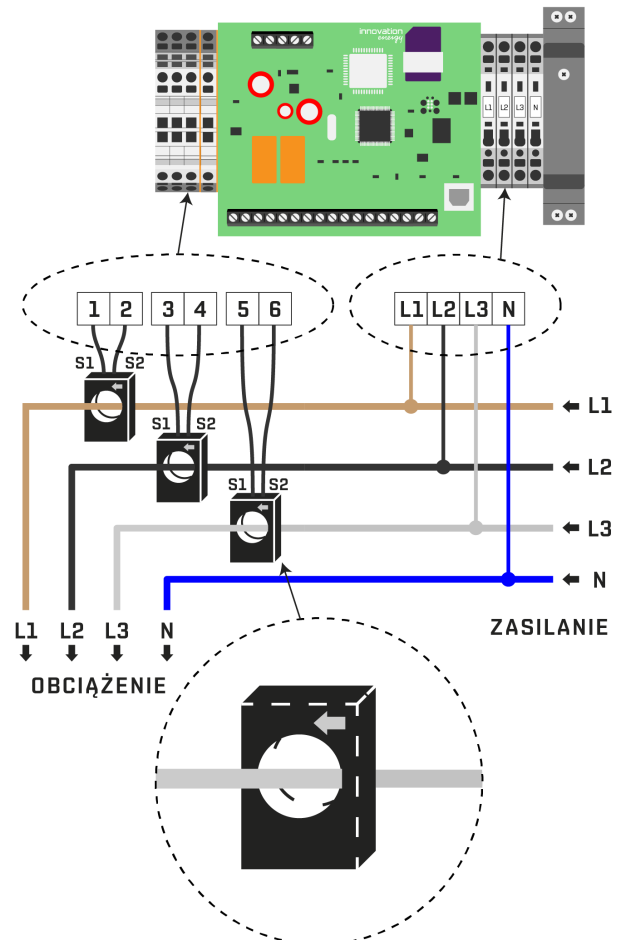 innovation
energy
L1 L2 L3 N
1 2 3 4 5 6
L1 L2 L3 N
S1 S2
L1
S1 S2
L2
S1 S2
L3
N
L1 L2 L3 N
ZASILANIE
OBCIĄŻENIE